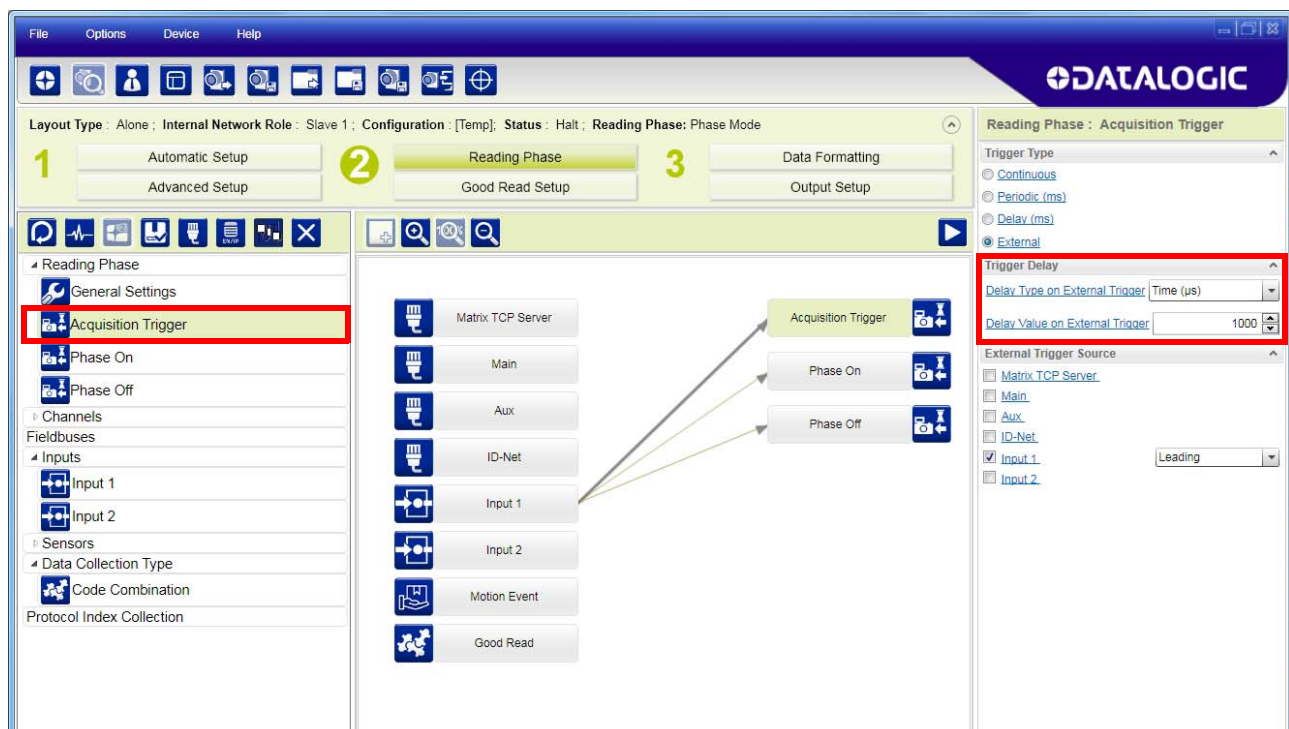 File Options Device Help
DATALOGIC
Layout Type : Alone ; Internal Network Role : Slave 1 ; Configuration : [Temp]; Status : Halt ; Reading Phase: Phase Mode
1 Automatic Setup
Advanced Setup
2 Reading Phase
Good Read Setup
3 Data Formatting
Output Setup
Reading Phase
General Settings
Acquisition Trigger
Phase On
Phase Off
Channels
Fieldbuses
Inputs
Input 1
Input 2
Sensors
Data Collection Type
Code Combination
Protocol Index Collection
Matrix TCP Server
Main
Aux
ID-Net
Input 1
Input 2
Motion Event
Good Read
Acquisition Trigger
Phase On
Phase Off
Reading Phase : Acquisition Trigger
Trigger Type
Continuous
Periodic (ms)
Delay (ms)
External
Trigger Delay
Delay Type on External Trigger Time (µs)
Delay Value on External Trigger 1000
External Trigger Source
Matrix TCP Server
Main
Aux
ID-Net
Input 1 Leading
Input 2